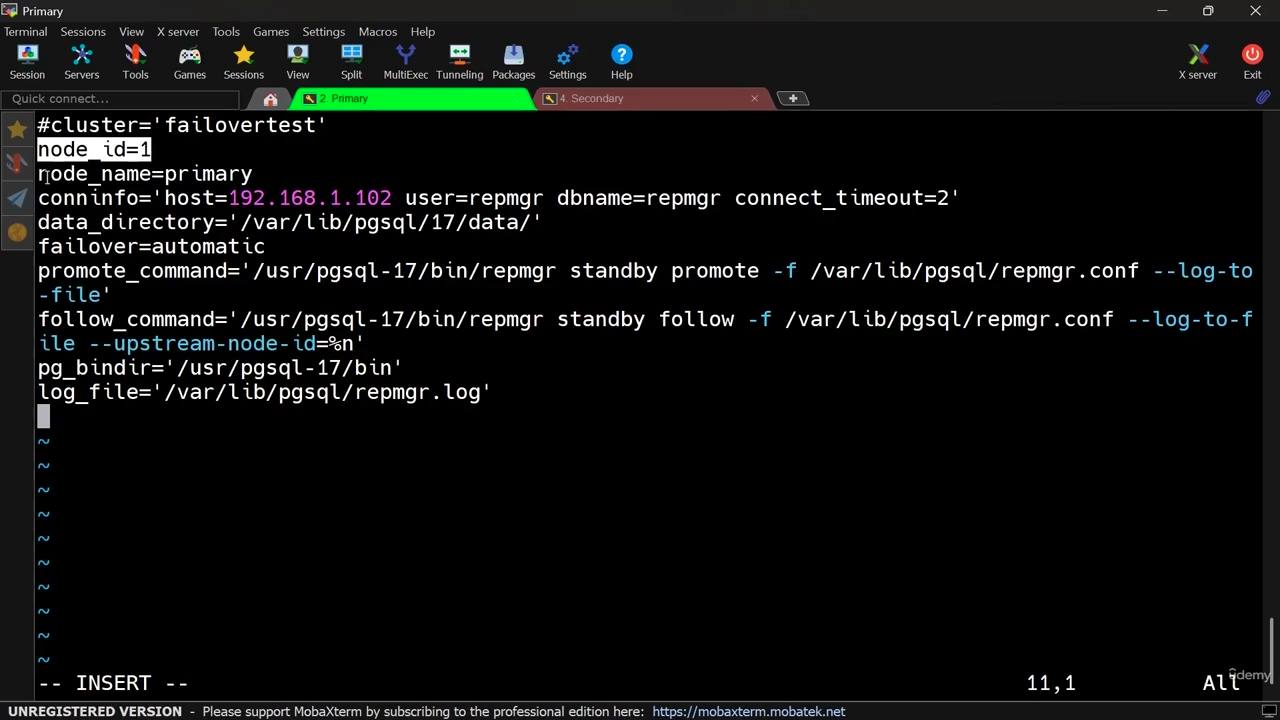 Primary
Terminal Sessions View X server Tools Games Settings Macros Help
Session Servers Tools Games Sessions View Split MultiExec Tunneling Packages Settings Help X server Exit
Quick connect... 2. Primary 4. Secondary
#cluster='failovertest'
node_id=1
node_name=primary
conninfo='host=192.168.1.102 user=repmgr dbname=repmgr connect_timeout=2'
data_directory='/var/lib/pgsql/17/data/'
failover=automatic
promote_command='/usr/pgsql-17/bin/repmgr standby promote -f /var/lib/pgsql/repmgr.conf --log-to
-file'
follow_command='/usr/pgsql-17/bin/repmgr standby follow -f /var/lib/pgsql/repmgr.conf --log-to-f
ile --upstream-node-id=%n'
pg_bindir='/usr/pgsql-17/bin'
log_file='/var/lib/pgsql/repmgr.log'
~
~
~
~
~
~
~
~
~
~
-- INSERT -- 11,1 All
Udemy
UNREGISTERED VERSION - Please support MobaXterm by subscribing to the professional edition here: https://mobaxterm.mobatek.net